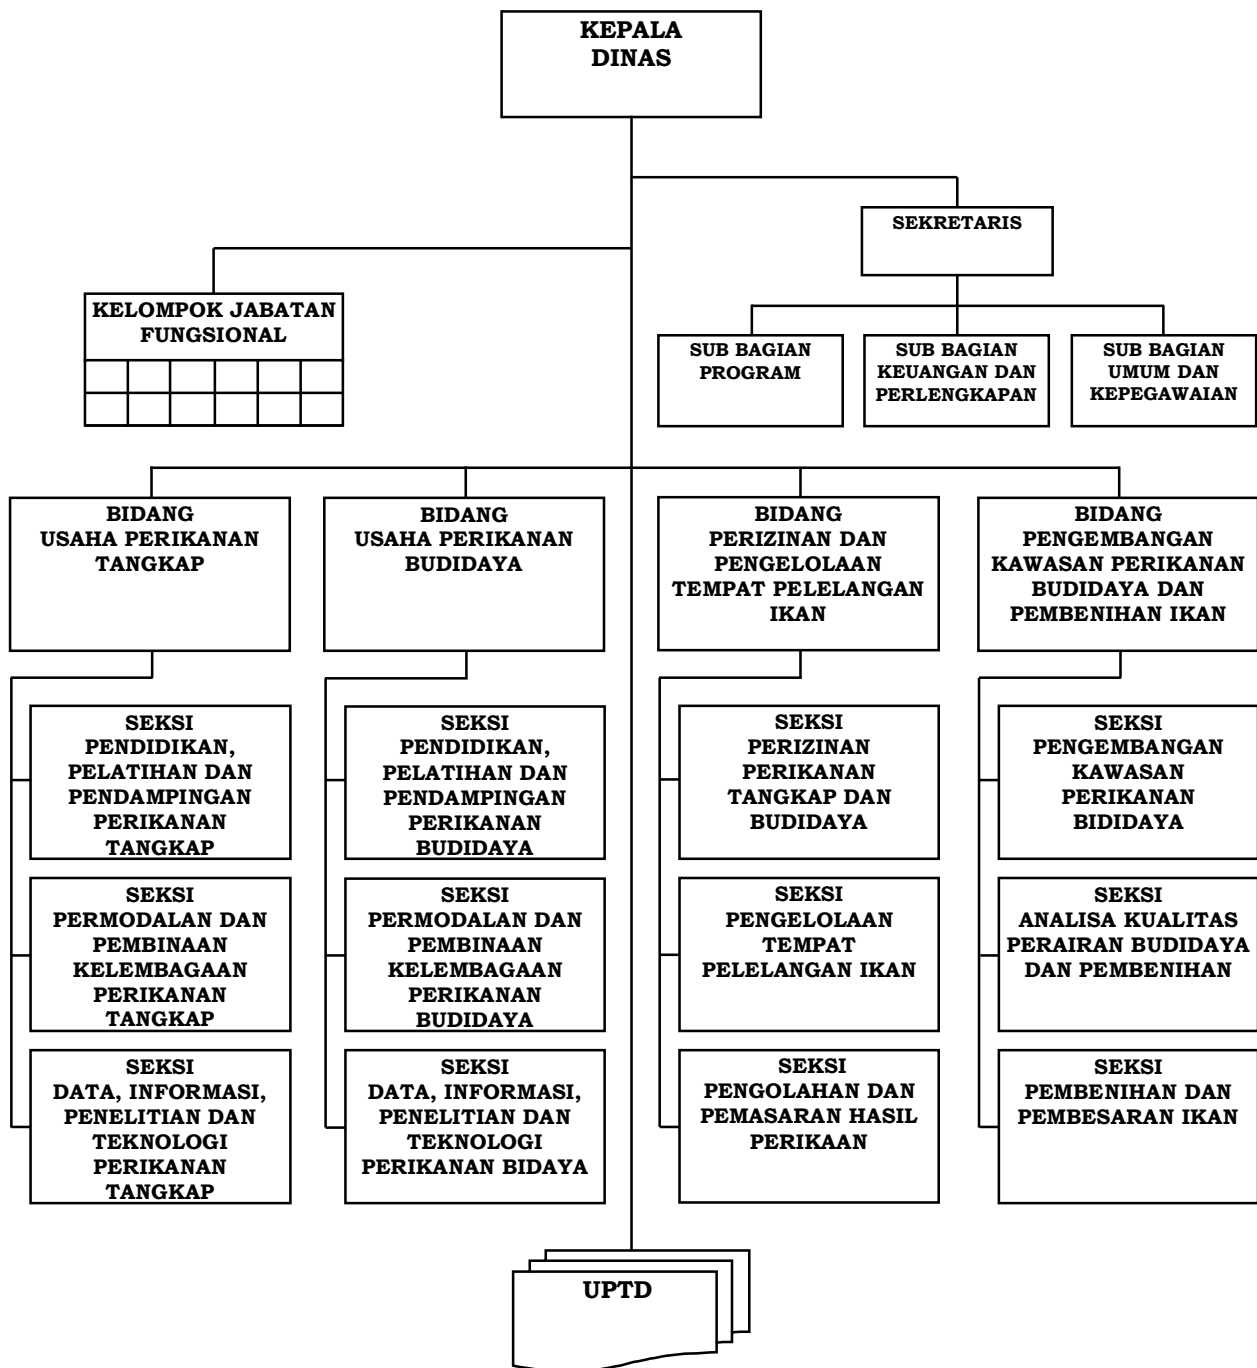 KEPALA
DINAS
SEKRETARIS
KELOMPOK JABATAN
FUNGSIONAL
SUB BAGIAN
PROGRAM
SUB BAGIAN
KEUANGAN DAN
PERLENGKAPAN
SUB BAGIAN
UMUM DAN
KEPEGAWAIAN
BIDANG
USAHA PERIKANAN
TANGKAP
BIDANG
USAHA PERIKANAN
BUDIDAYA
BIDANG
PERIZINAN DAN
PENGELOLAAN
TEMPAT PELELANGAN
IKAN
BIDANG
PENGEMBANGAN
KAWASAN PERIKANAN
BUDIDAYA DAN
PEMBENIHAN IKAN
SEKSI
PENDIDIKAN,
PELATIHAN DAN
PENDAMPINGAN
PERIKANAN
TANGKAP
SEKSI
PENDIDIKAN,
PELATIHAN DAN
PENDAMPINGAN
PERIKANAN
BUDIDAYA
SEKSI
PERIZINAN
PERIKANAN
TANGKAP DAN
BUDIDAYA
SEKSI
PENGEMBANGAN
KAWASAN
PERIKANAN
BIDIDAYA
SEKSI
PERMODALAN DAN
PEMBINAAN
KELEMBAGAAN
PERIKANAN
TANGKAP
SEKSI
PERMODALAN DAN
PEMBINAAN
KELEMBAGAAN
PERIKANAN
BUDIDAYA
SEKSI
PENGELOLAAN
TEMPAT
PELELANGAN IKAN
SEKSI
ANALISA KUALITAS
PERAIRAN BUDIDAYA
DAN PEMBENIHAN
SEKSI
DATA, INFORMASI,
PENELITIAN DAN
TEKNOLOGI
PERIKANAN
TANGKAP
SEKSI
DATA, INFORMASI,
PENELITIAN DAN
TEKNOLOGI
PERIKANAN BIDAYA
SEKSI
PENGOLAHAN DAN
PEMASARAN HASIL
PERIKAAN
SEKSI
PEMBENIHAN DAN
PEMBESARAN IKAN
UPTD